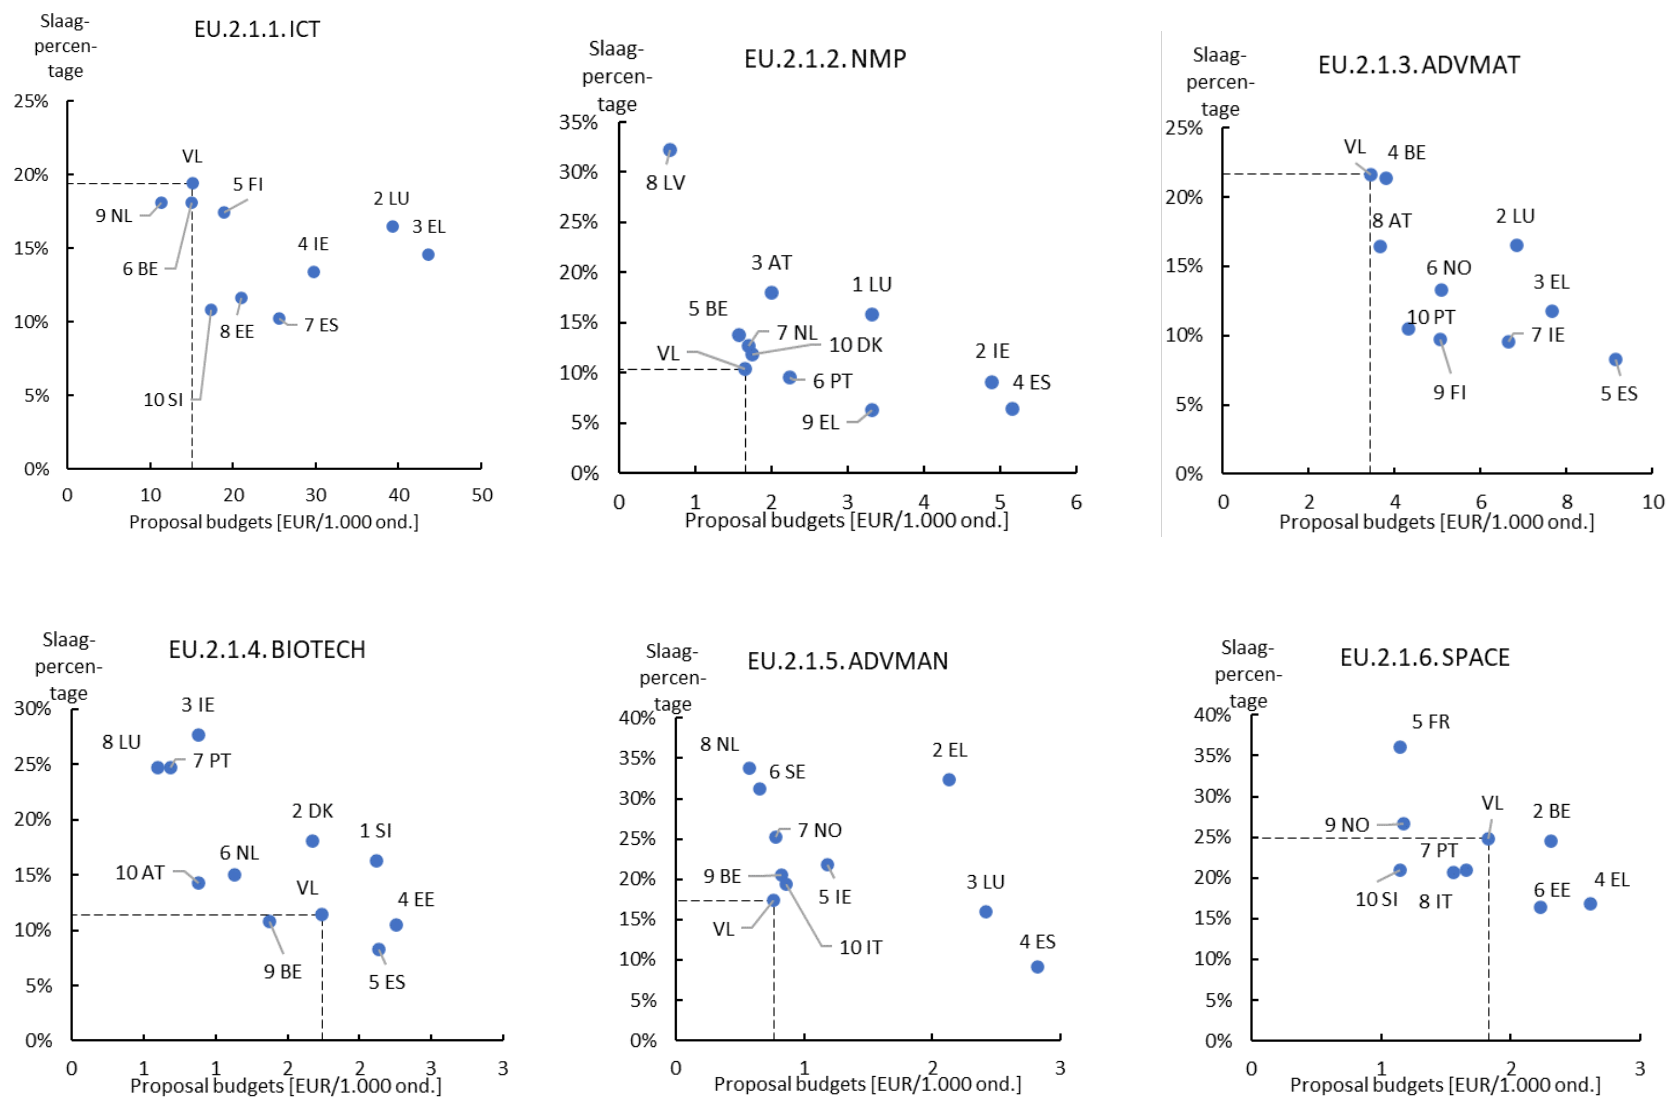 EU.2.1.1.ICT
Slaag-
percen-
tage
25%
20%
15%
10%
5%
0%
VL
5 FI
9 NL
2 LU
3 EL
4 IE
6 BE
8 EE
7 ES
10 SI
0 10 20 30 40 50
Proposal budgets [EUR/1.000 ond.]
EU.2.1.2.NMP
Slaag-
percen-
tage
35%
30%
25%
20%
15%
10%
5%
0%
8 LV
3 AT
1 LU
5 BE
7 NL
10 DK
VL
2 IE
6 PT
4 ES
9 EL
0 1 2 3 4 5 6
Proposal budgets [EUR/1.000 ond.]
EU.2.1.3.ADVMAT
Slaag-
percen-
tage
25%
20%
15%
10%
5%
0%
VL
4 BE
8 AT
2 LU
6 NO
3 EL
10 PT
7 IE
9 FI
5 ES
0 2 4 6 8 10
Proposal budgets [EUR/1.000 ond.]
EU.2.1.4.BIOTECH
Slaag-
percen-
tage
30%
25%
20%
15%
10%
5%
0%
3 IE
8 LU
7 PT
2 DK
1 SI
6 NL
10 AT
VL
4 EE
9 BE
5 ES
0 1 1 2 2 3 3
Proposal budgets [EUR/1.000 ond.]
EU.2.1.5.ADVMAN
Slaag-
percen-
tage
40%
35%
30%
25%
20%
15%
10%
5%
0%
8 NL
2 EL
6 SE
7 NO
9 BE
5 IE
3 LU
VL
10 IT
4 ES
0 1 2 3
Proposal budgets [EUR/1.000 ond.]
EU.2.1.6.SPACE
Slaag-
percen-
tage
40%
35%
30%
25%
20%
15%
10%
5%
0%
5 FR
VL
2 BE
9 NO
7 PT
10 SI
8 IT
6 EE
4 EL
0 1 2 3
Proposal budgets [EUR/1.000 ond.]